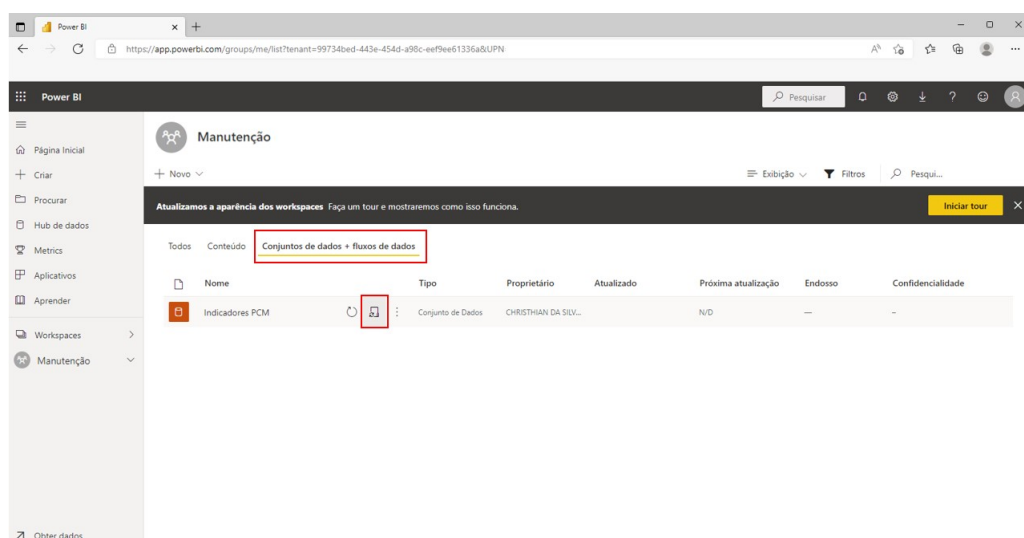 Power BI
https://app.powerbi.com/groups/me/list?tenant=99734bed-443e-454d-a98c-eef9ee61336a&UPN
Power BI
Pesquisar
Manutenção
Página Inicial
Criar
Procurar
Hub de dados
Metrics
Aplicativos
Aprender
Workspaces
Manutenção
Obter dados
Novo
Exibição
Filtros
Pesqui...
Atualizamos a aparência dos workspaces Faça um tour e mostraremos como isso funciona.
Iniciar tour
Todos Conteúdo Conjuntos de dados + fluxos de dados
Nome Tipo Proprietário Atualizado Próxima atualização Endosso Confidencialidade
Indicadores PCM Conjunto de Dados CHRISTHIAN DA SILV... N/D — –